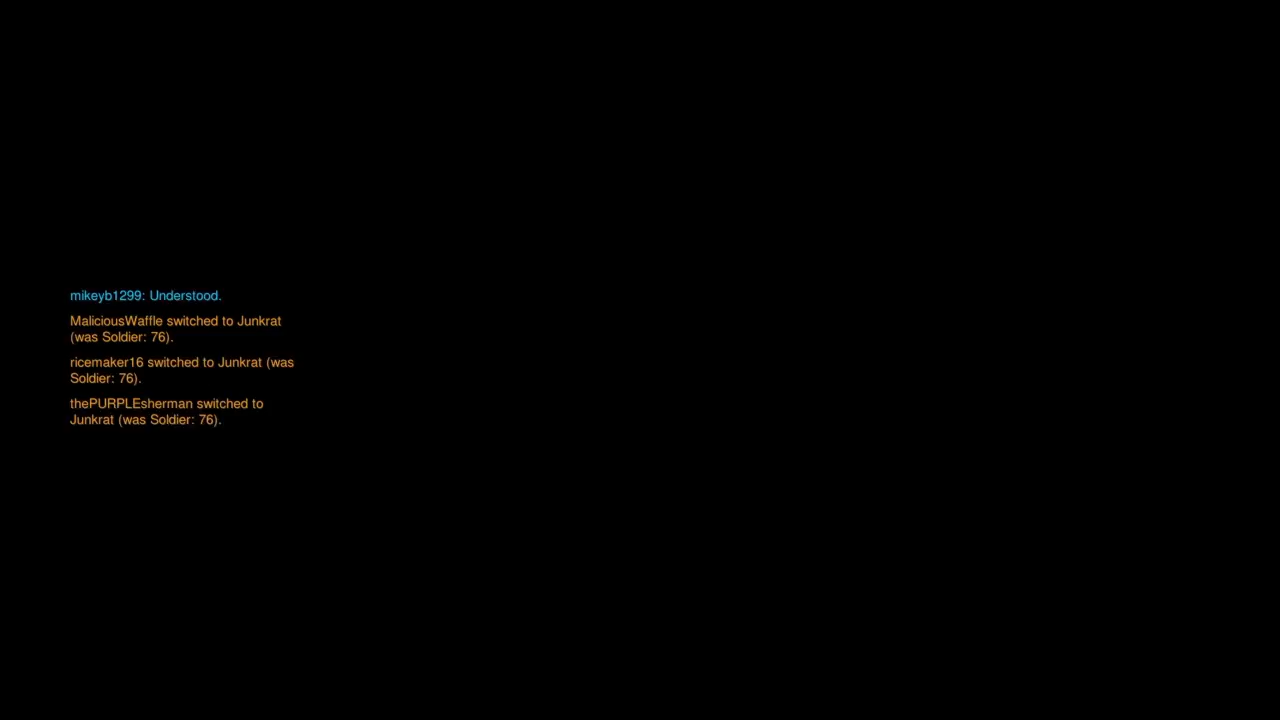 mikeyb1299: Understood.
MaliciousWaffle switched to Junkrat
(was Soldier: 76).
ricemaker16 switched to Junkrat (was
Soldier: 76).
thePURPLEsherman switched to
Junkrat (was Soldier: 76).